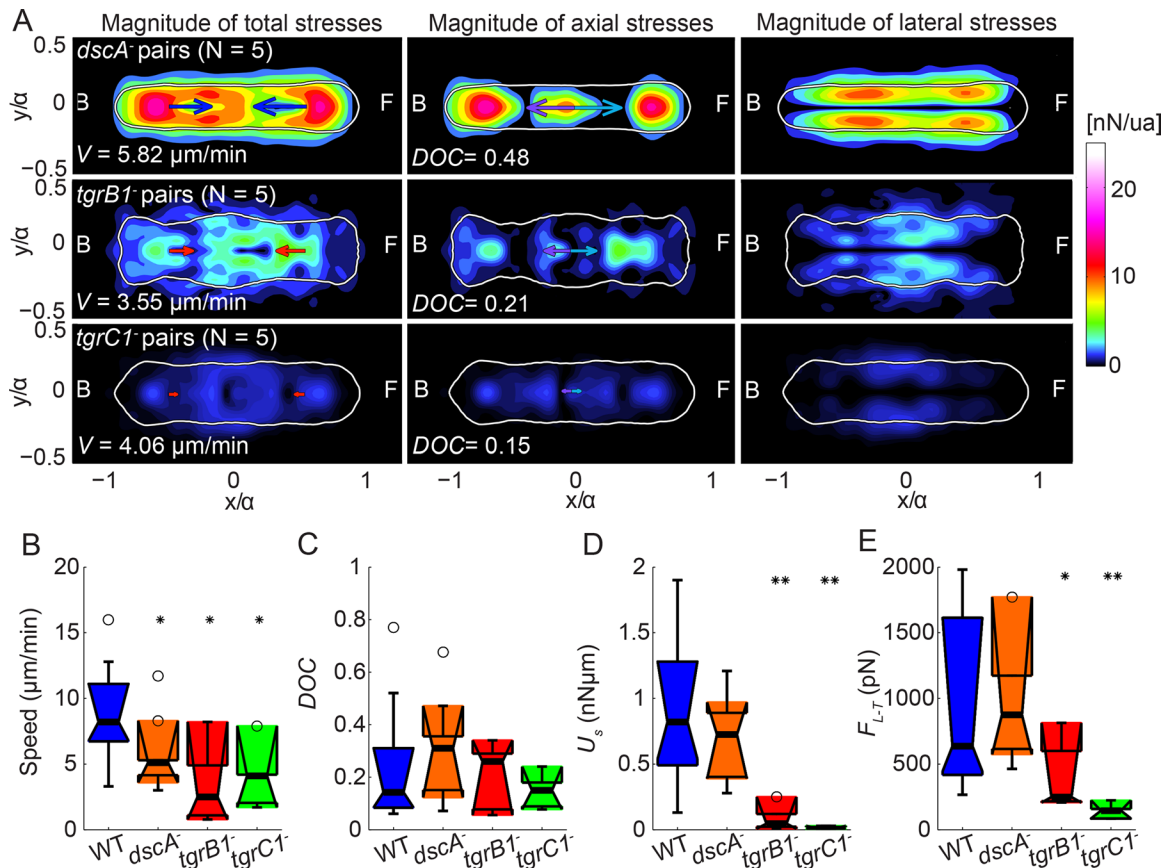 A
Magnitude of total stresses
Magnitude of axial stresses
Magnitude of lateral stresses
0.5
0
−0.5
y/α
dscA- pairs (N = 5)
B
F
V = 5.82 µm/min
B
F
DOC= 0.48
B
F
[nN/ua]
20
10
0
0.5
0
−0.5
y/α
tgrB1- pairs (N = 5)
B
F
V = 3.55 µm/min
B
F
DOC= 0.21
B
F
0.5
0
−0.5
y/α
tgrC1- pairs (N = 5)
B
F
V = 4.06 µm/min
B
F
DOC = 0.15
B
F
−1
0
1
x/α
−1
0
1
x/α
−1
0
1
x/α
B
20
15
10
5
0
Speed (µm/min)
*
*
*
WT
dscA-
tgrB1-
tgrC1-
C
1
0.8
0.6
0.4
0.2
0
DOC
WT
dscA-
tgrB1-
tgrC1-
D
2
1.5
1
0.5
0
Us (nNµm)
**
**
WT
dscA-
tgrB1-
tgrC1-
E
2000
1500
1000
500
0
FL-T (pN)
*
**
WT
dscA-
tgrB1-
tgrC1-